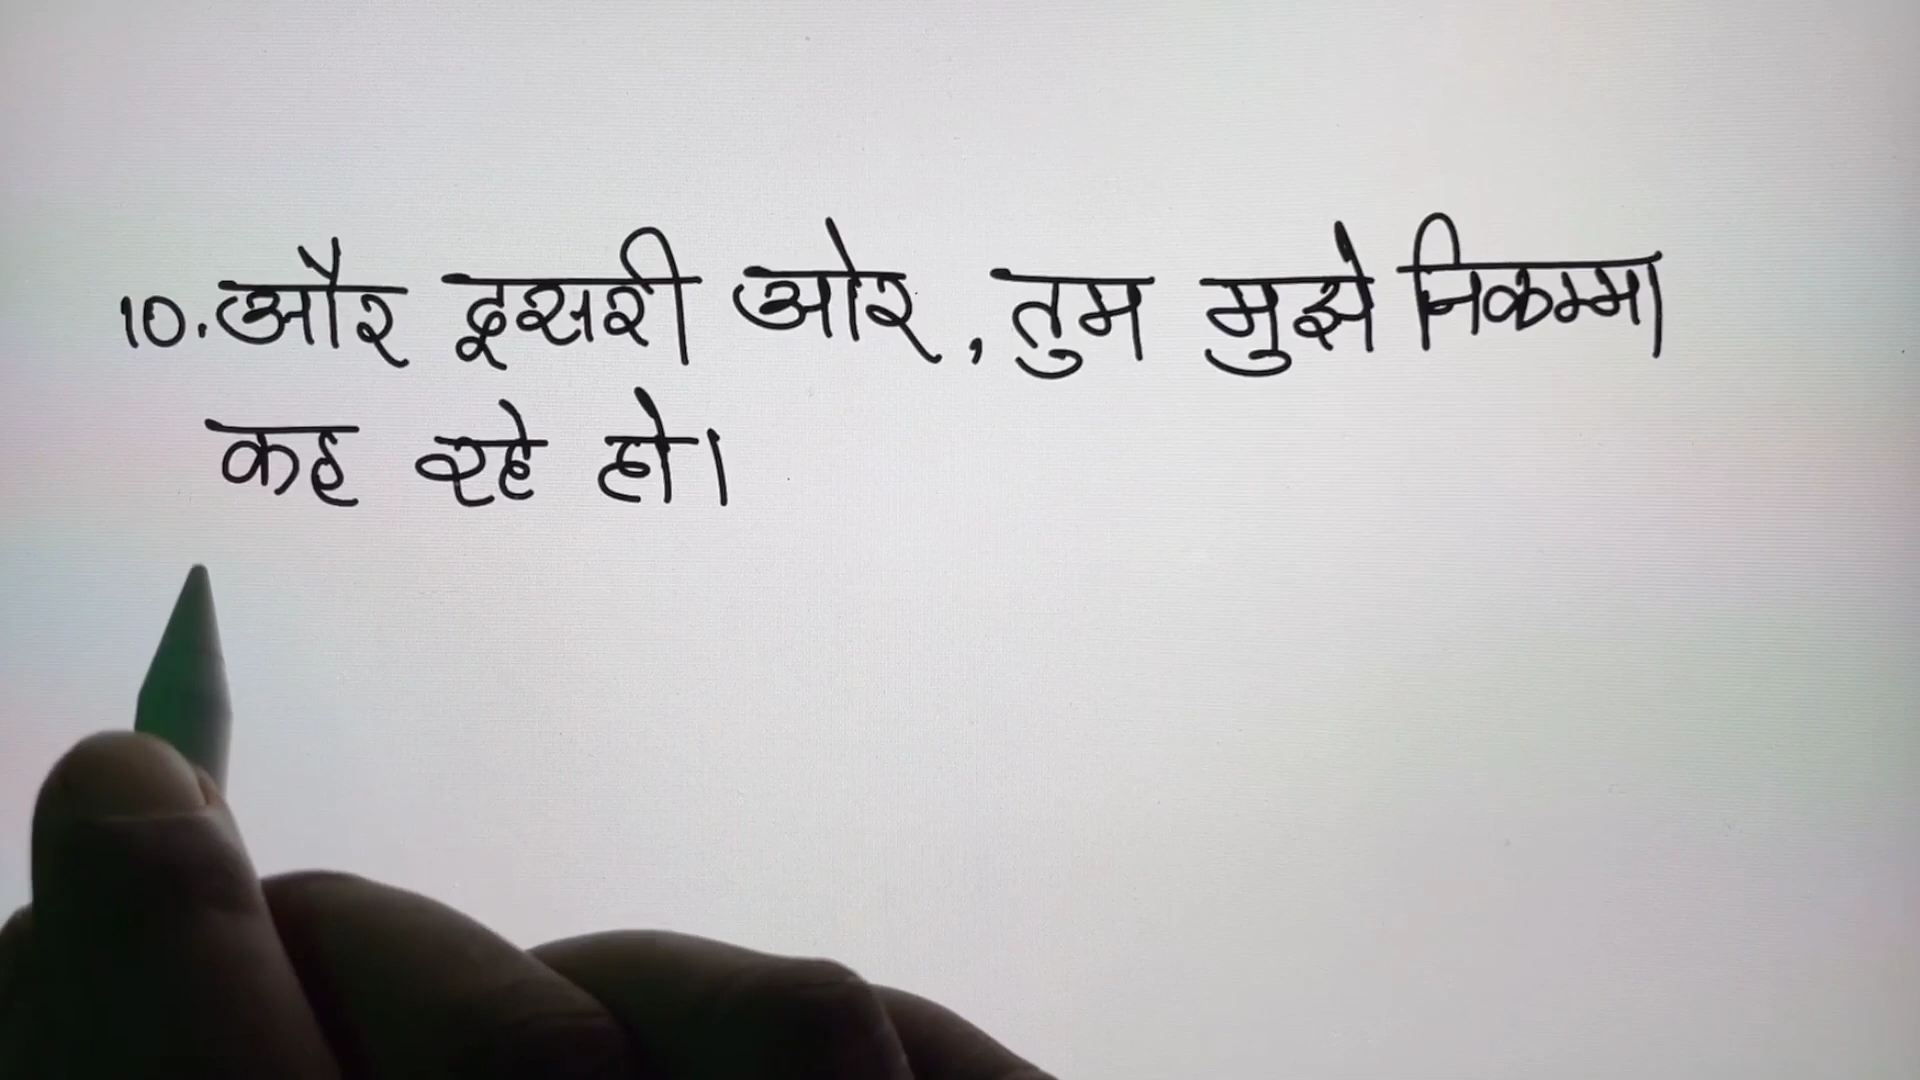 10. और दूसरी ओर, तुम मुझे निकम्मा
कह रहे हो।